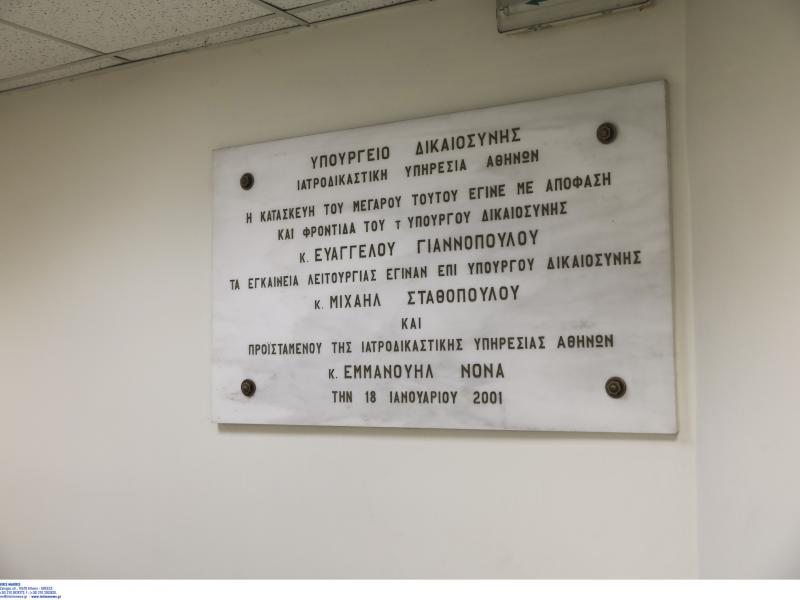 ΥΠΟΥΡΓΕΙΟ ΔΙΚΑΙΟΣΥΝΗΣ
ΙΑΤΡΟΔΙΚΑΣΤΙΚΗ ΥΠΗΡΕΣΙΑ ΑΘΗΝΩΝ
Η ΚΑΤΑΣΚΕΥΗ ΤΟΥ ΜΕΓΑΡΟΥ ΤΟΥΤΟΥ ΕΓΙΝΕ ΜΕ ΑΠΟΦΑΣΗ
ΚΑΙ ΦΡΟΝΤΙΔΑ ΤΟΥ τ ΥΠΟΥΡΓΟΥ ΔΙΚΑΙΟΣΥΝΗΣ
κ. ΕΥΑΓΓΕΛΟΥ ΓΙΑΝΝΟΠΟΥΛΟΥ
ΤΑ ΕΓΚΑΙΝΕΙΑ ΛΕΙΤΟΥΡΓΙΑΣ ΕΓΙΝΑΝ ΕΠΙ ΥΠΟΥΡΓΟΥ ΔΙΚΑΙΟΣΥΝΗΣ
κ. ΜΙΧΑΗΛ ΣΤΑΘΟΠΟΥΛΟΥ
ΚΑΙ
ΠΡΟΪΣΤΑΜΕΝΟΥ ΤΗΣ ΙΑΤΡΟΔΙΚΑΣΤΙΚΗΣ ΥΠΗΡΕΣΙΑΣ ΑΘΗΝΩΝ
κ. ΕΜΜΑΝΟΥΗΛ ΝΟΝΑ
ΤΗΝ 18 ΙΑΝΟΥΑΡΙΟΥ 2001